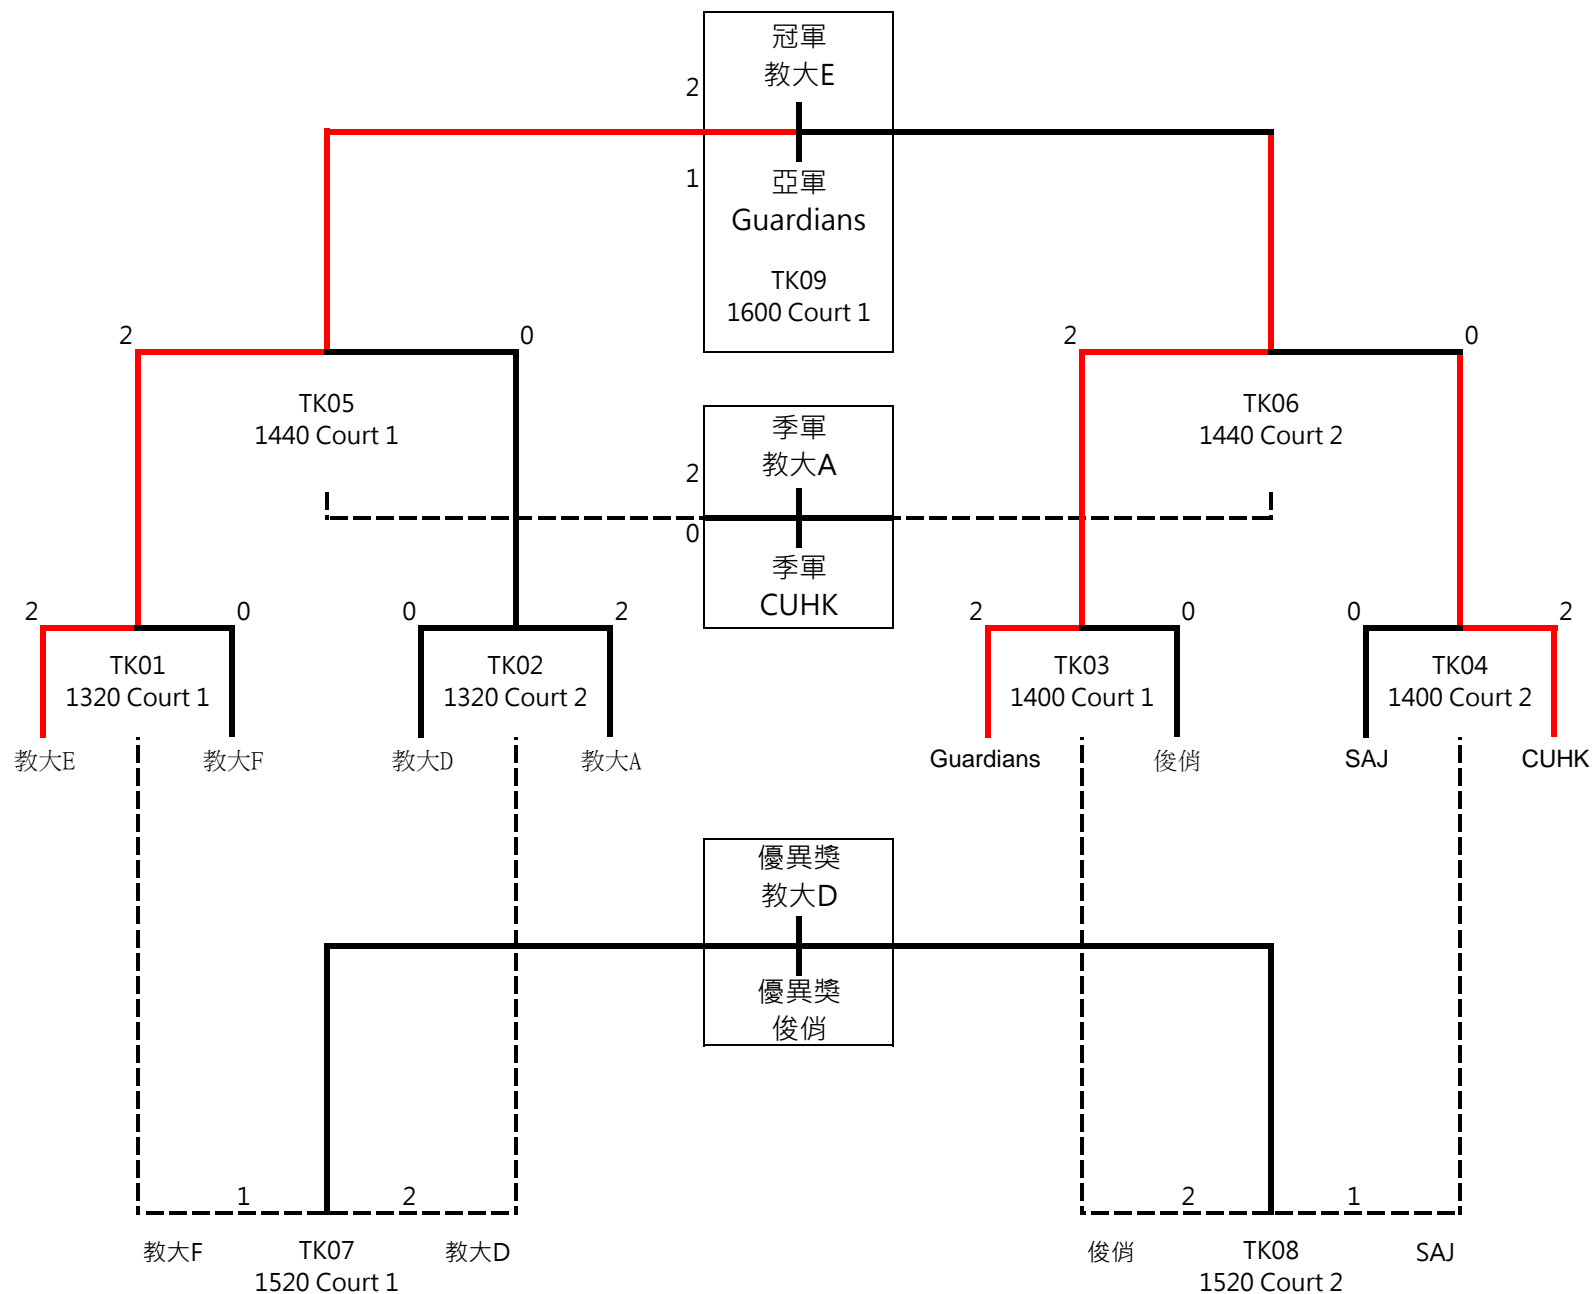 冠軍
教大E
2
1
亞軍
Guardians
TK09
1600 Court 1
2
0
2
0
TK05
1440 Court 1
TK06
1440 Court 2
季軍
教大A
2
0
季軍
CUHK
2
0
0
2
2
0
0
2
TK01
1320 Court 1
TK02
1320 Court 2
TK03
1400 Court 1
TK04
1400 Court 2
教大E
教大F
教大D
教大A
Guardians
俊俏
SAJ
CUHK
優異獎
教大D
優異獎
俊俏
1
2
2
1
教大F
TK07
1520 Court 1
教大D
俊俏
TK08
1520 Court 2
SAJ